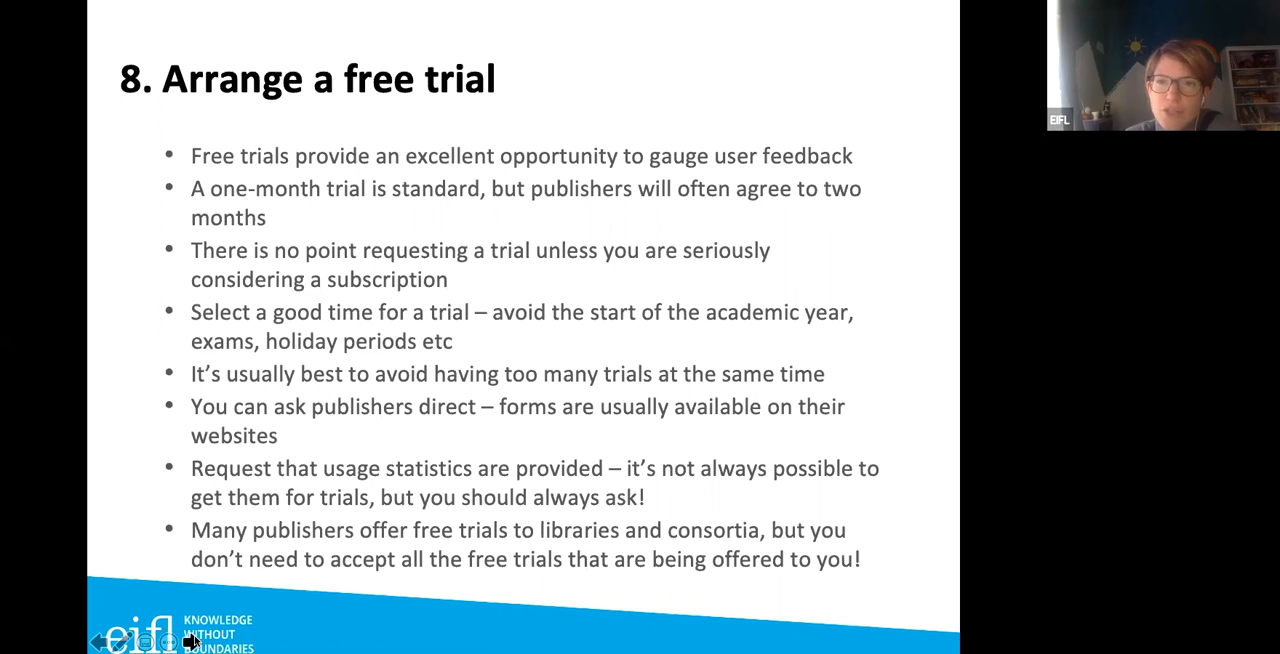 8. Arrange a free trial
• Free trials provide an excellent opportunity to gauge user feedback
• A one-month trial is standard, but publishers will often agree to two
months
• There is no point requesting a trial unless you are seriously
considering a subscription
• Select a good time for a trial – avoid the start of the academic year,
exams, holiday periods etc
• It’s usually best to avoid having too many trials at the same time
• You can ask publishers direct – forms are usually available on their
websites
• Request that usage statistics are provided – it’s not always possible to
get them for trials, but you should always ask!
• Many publishers offer free trials to libraries and consortia, but you
don’t need to accept all the free trials that are being offered to you!
eifl
KNOWLEDGE
WITHOUT
BOUNDARIES
EIFL